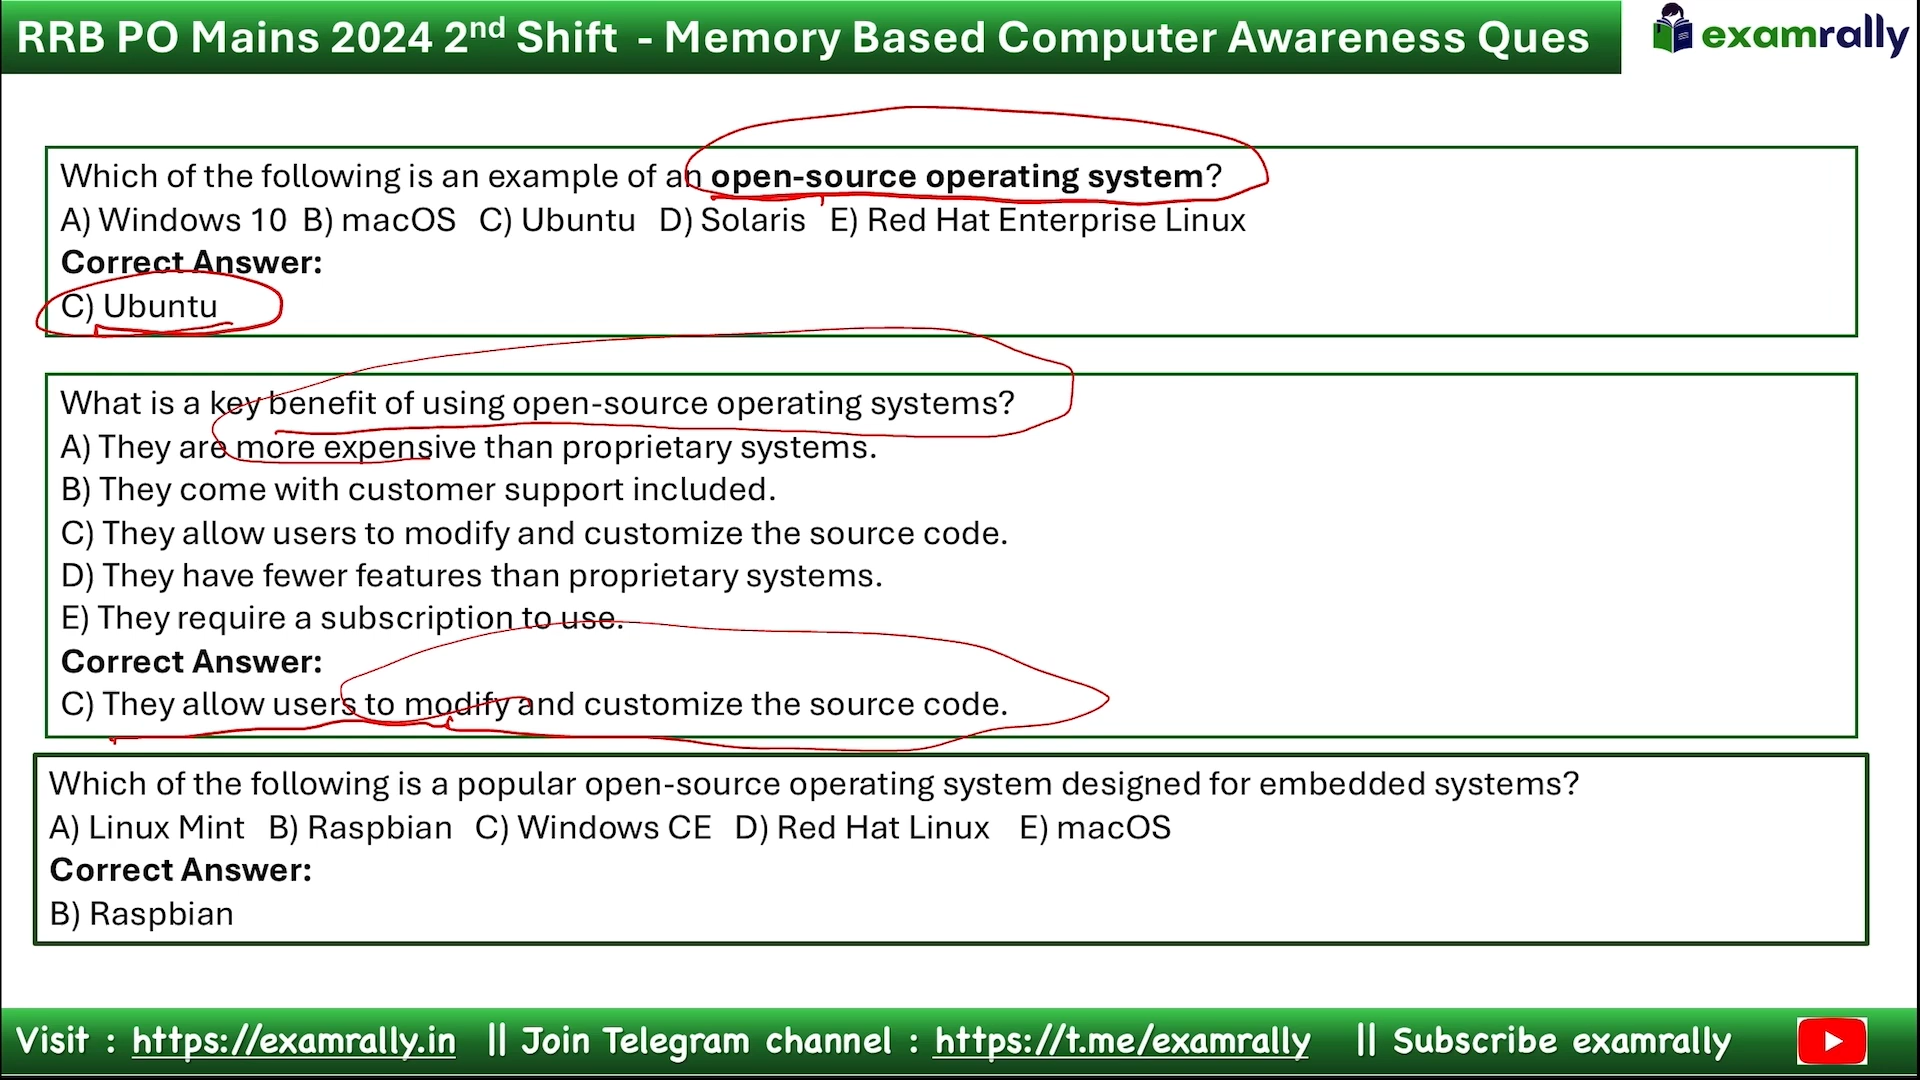 RRB PO Mains 2024 2nd Shift - Memory Based Computer Awareness Ques
examrally
Which of the following is an example of an open-source operating system?
A) Windows 10 B) macOS C) Ubuntu D) Solaris E) Red Hat Enterprise Linux
Correct Answer:
C) Ubuntu
What is a key benefit of using open-source operating systems?
A) They are more expensive than proprietary systems.
B) They come with customer support included.
C) They allow users to modify and customize the source code.
D) They have fewer features than proprietary systems.
E) They require a subscription to use.
Correct Answer:
C) They allow users to modify and customize the source code.
Which of the following is a popular open-source operating system designed for embedded systems?
A) Linux Mint B) Raspbian C) Windows CE D) Red Hat Linux E) macOS
Correct Answer:
B) Raspbian
Visit : https://examrally.in || Join Telegram channel : https://t.me/examrally || Subscribe examrally